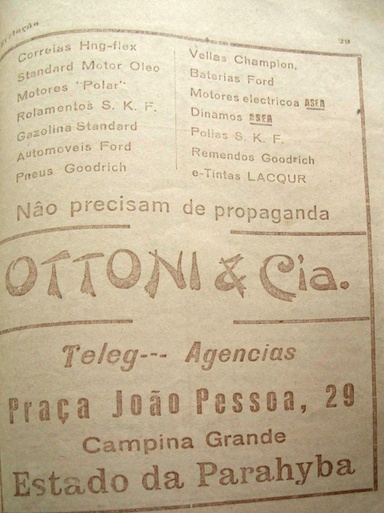 Evolução
29
Correias Hng-flex
Standard Motor Oleo
Motores "Polar"
Rolamentos S. K. F.
Gazolina Standard
Automoveis Ford
Pneus Goodrich
Vellas Champion,
Baterias Ford
Motores electricos ASEA
Dinamos ASEA
Polias S. K. F.
Remendos Goodrich
e-Tintas LACQUR
Não precisam de propaganda
OTTONI & Cia.
Teleg--- Agencias
Praça João Pessoa, 29
Campina Grande
Estado da Parahyba